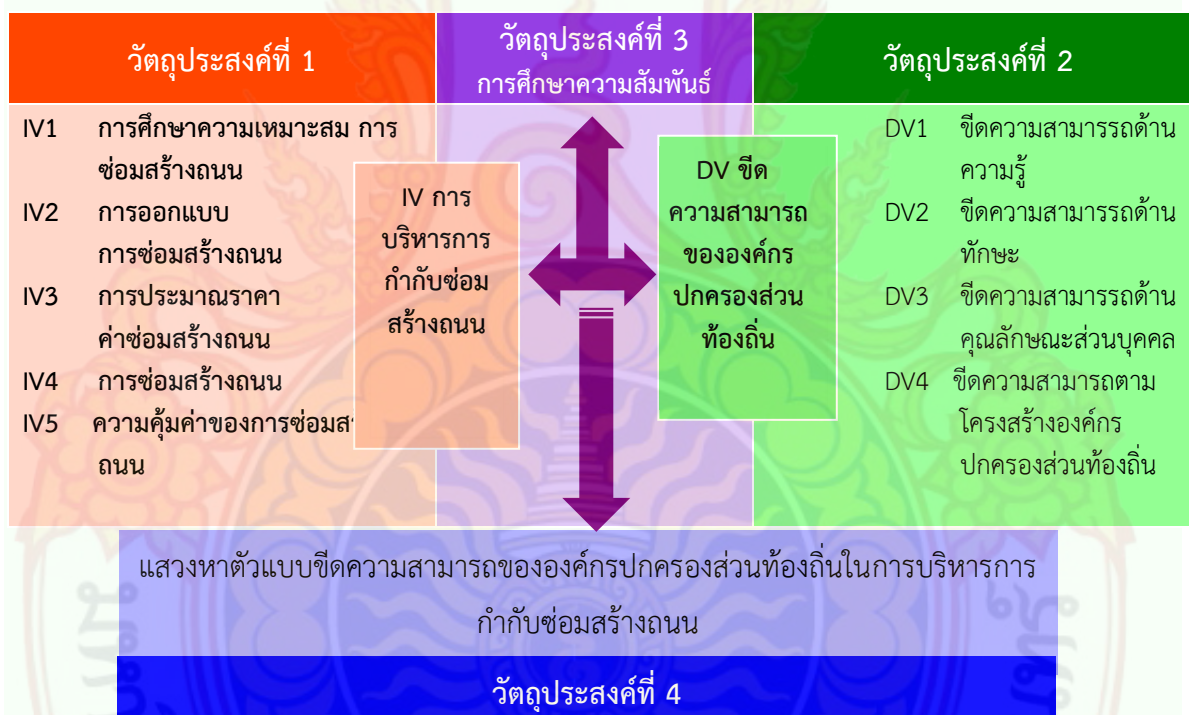 วัตถุประสงค์ที่ 1
วัตถุประสงค์ที่ 3
การศึกษาความสัมพันธ์
วัตถุประสงค์ที่ 2
IV1 การศึกษาความเหมาะสม การ
ซ่อมสร้างถนน
IV2 การออกแบบ
การซ่อมสร้างถนน
IV3 การประมาณราคา
ค่าซ่อมสร้างถนน
IV4 การซ่อมสร้างถนน
IV5 ความคุ้มค่าของการซ่อมส
ถนน
IV การ
บริหารการ
กำกับซ่อม
สร้างถนน
DV ขีด
ความสามารถ
ขององค์กร
ปกครองส่วน
ท้องถิ่น
DV1 ขีดความสามารรถด้าน
ความรู้
DV2 ขีดความสามารรถด้าน
ทักษะ
DV3 ขีดความสามารรถด้าน
คุณลักษณะส่วนบุคคล
DV4 ขีดความสามารถตาม
โครงสร้างองค์กร
ปกครองส่วนท้องถิ่น
แสวงหาตัวแบบขีดความสามารถขององค์กรปกครองส่วนท้องถิ่นในการบริหารการ
กำกับซ่อมสร้างถนน
วัตถุประสงค์ที่ 4